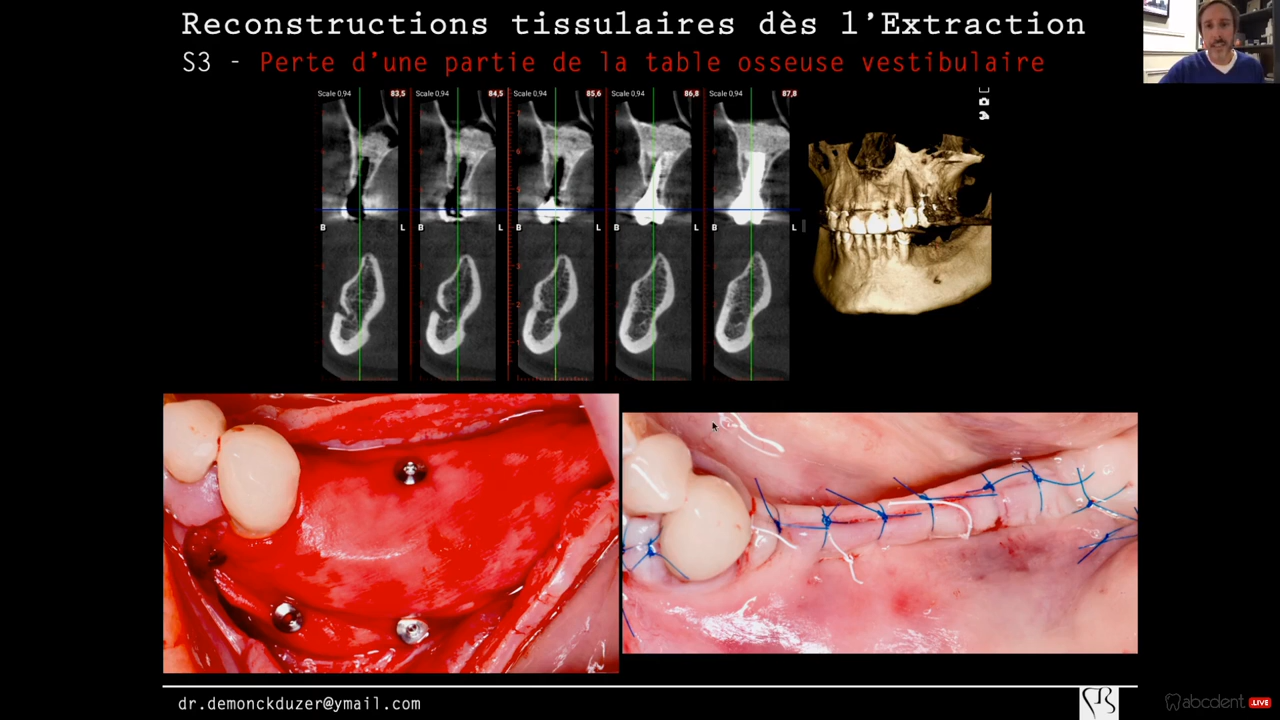 Reconstructions tissulaires dès l'Extraction
S3 - Perte d'une partie de la table osseuse vestibulaire
Scale 0,94 83,5 Scale 0,94 84,5 Scale 0,94 85,6 Scale 0,94 86,8 Scale 0,94 87,8
B L B L B L B L B L
dr.demonckduzer@ymail.com
abcdent LIVE